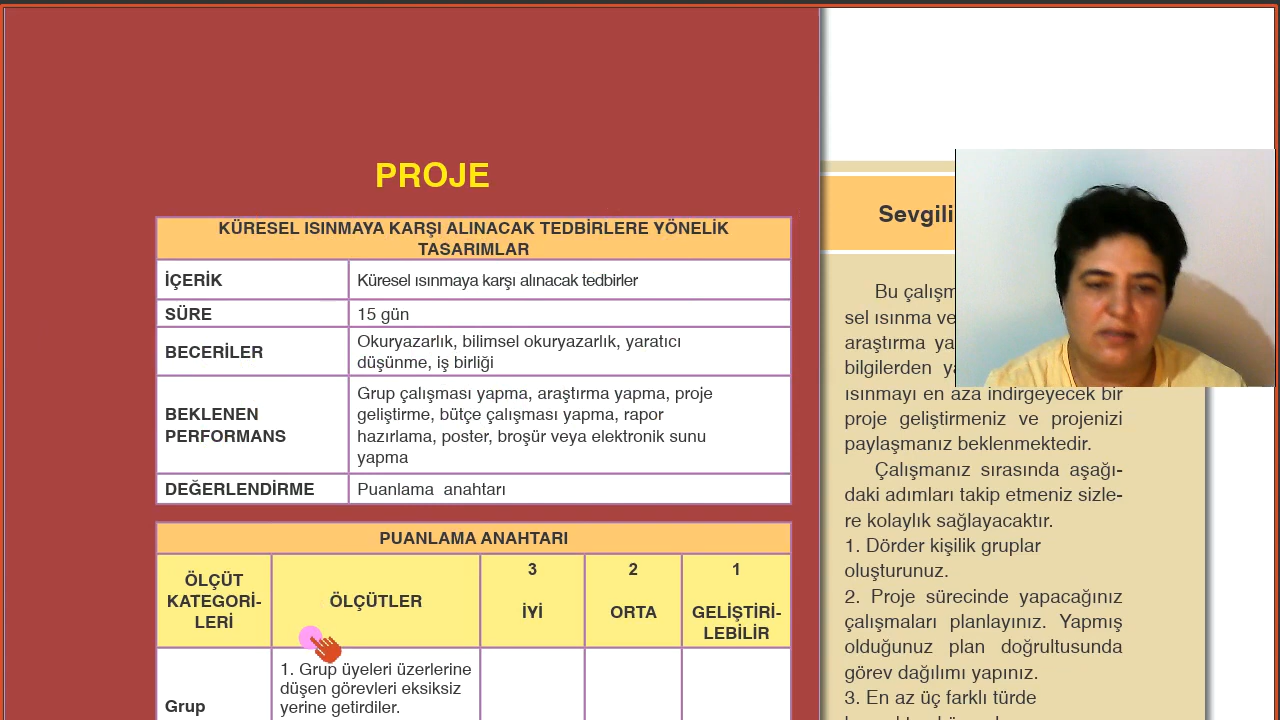 PROJE
KÜRESEL ISINMAYA KARŞI ALINACAK TEDBİRLERE YÖNELİK
TASARIMLAR
İÇERİK
Küresel ısınmaya karşı alınacak tedbirler
SÜRE
15 gün
BECERİLER
Okuryazarlık, bilimsel okuryazarlık, yaratıcı
düşünme, iş birliği
BEKLENEN
PERFORMANS
Grup çalışması yapma, araştırma yapma, proje
geliştirme, bütçe çalışması yapma, rapor
hazırlama, poster, broşür veya elektronik sunu
yapma
DEĞERLENDİRME
Puanlama anahtarı
PUANLAMA ANAHTARI
ÖLÇÜT
KATEGORİ-
LERİ
ÖLÇÜTLER
3
İYİ
2
ORTA
1
GELİŞTİRİ-
LEBİLİR
Grup
1. Grup üyeleri üzerlerine
düşen görevleri eksiksiz
yerine getirdiler.
Sevgili
Bu
sel ısınma
araştırma
bilgilerden
ısınmayı en aza indirgeyecek bir
proje geliştirmeniz ve projenizi
paylaşmanız beklenmektedir.
Çalışmanız sırasında aşağı-
daki adımları takip etmeniz sizle-
re kolaylık sağlayacaktır.
1. Dörder kişilik gruplar
oluşturunuz.
2. Proje sürecinde yapacağınız
çalışmaları planlayınız. Yapmış
olduğunuz plan doğrultusunda
görev dağılımı yapınız.
3. En az üç farklı türde